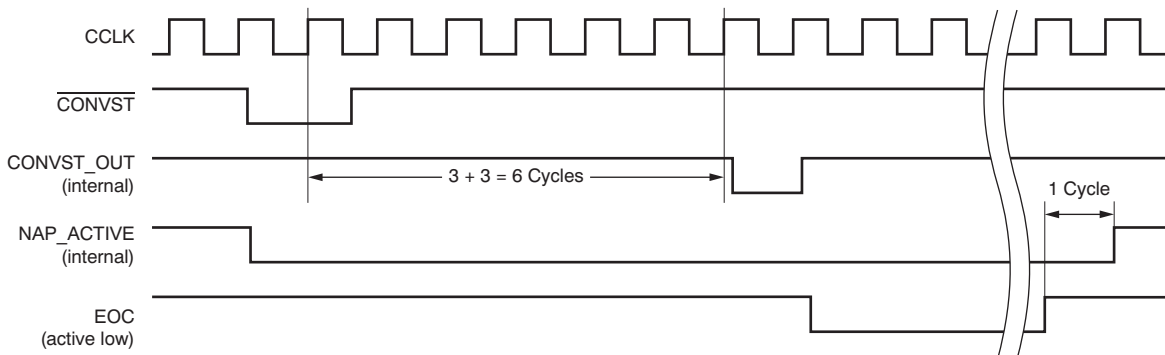 CCLK
CONVST
CONVST_OUT
(internal)
3 + 3 = 6 Cycles
1 Cycle
NAP_ACTIVE
(internal)
EOC
(active low)